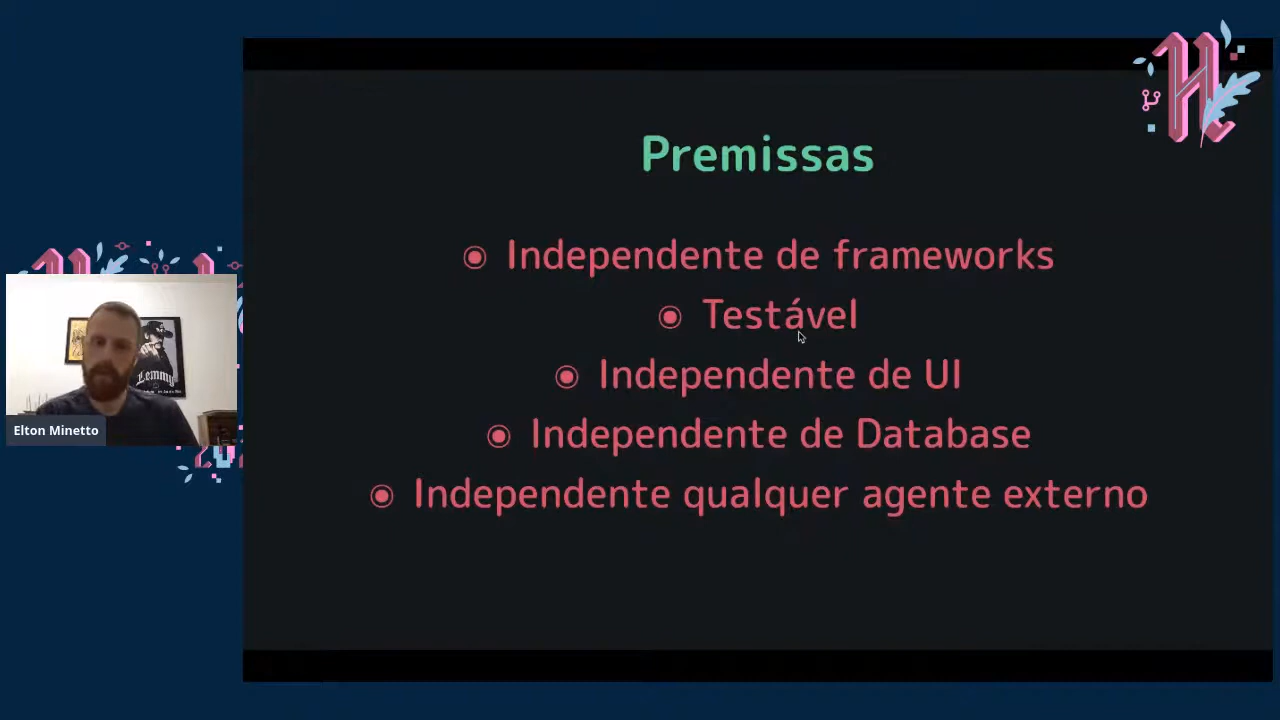 Premissas
Independente de frameworks
Testável
Independente de UI
Independente de Database
Independente qualquer agente externo
Lemmy
Elton Minetto